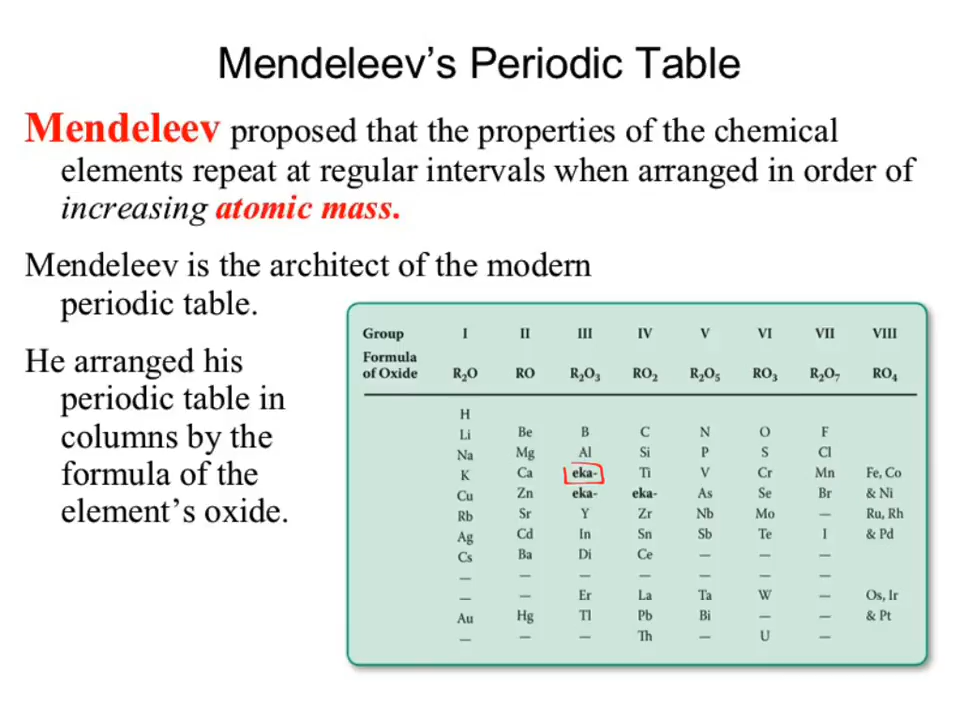 Mendeleev’s Periodic Table
Mendeleev proposed that the properties of the chemical
elements repeat at regular intervals when arranged in order of
increasing atomic mass.
Mendeleev is the architect of the modern
periodic table.
He arranged his
periodic table in
columns by the
formula of the
element’s oxide.
Group I II III IV V VI VII VIII
Formula
of Oxide R₂O RO R₂O₃ RO₂ R₂O₅ RO₃ R₂O₇ RO₄
H
Li Be B C N O F
Na Mg Al Si P S Cl
K Ca eka- Ti V Cr Mn Fe, Co
Cu Zn eka- eka- As Se Br & Ni
Rb Sr Y Zr Nb Mo — Ru, Rh
Ag Cd In Sn Sb Te I & Pd
Cs Ba Di Ce — — —
— — — — — — —
— — Er La Ta W — Os, Ir
Au Hg Tl Pb Bi — — & Pt
— — — Th — U —